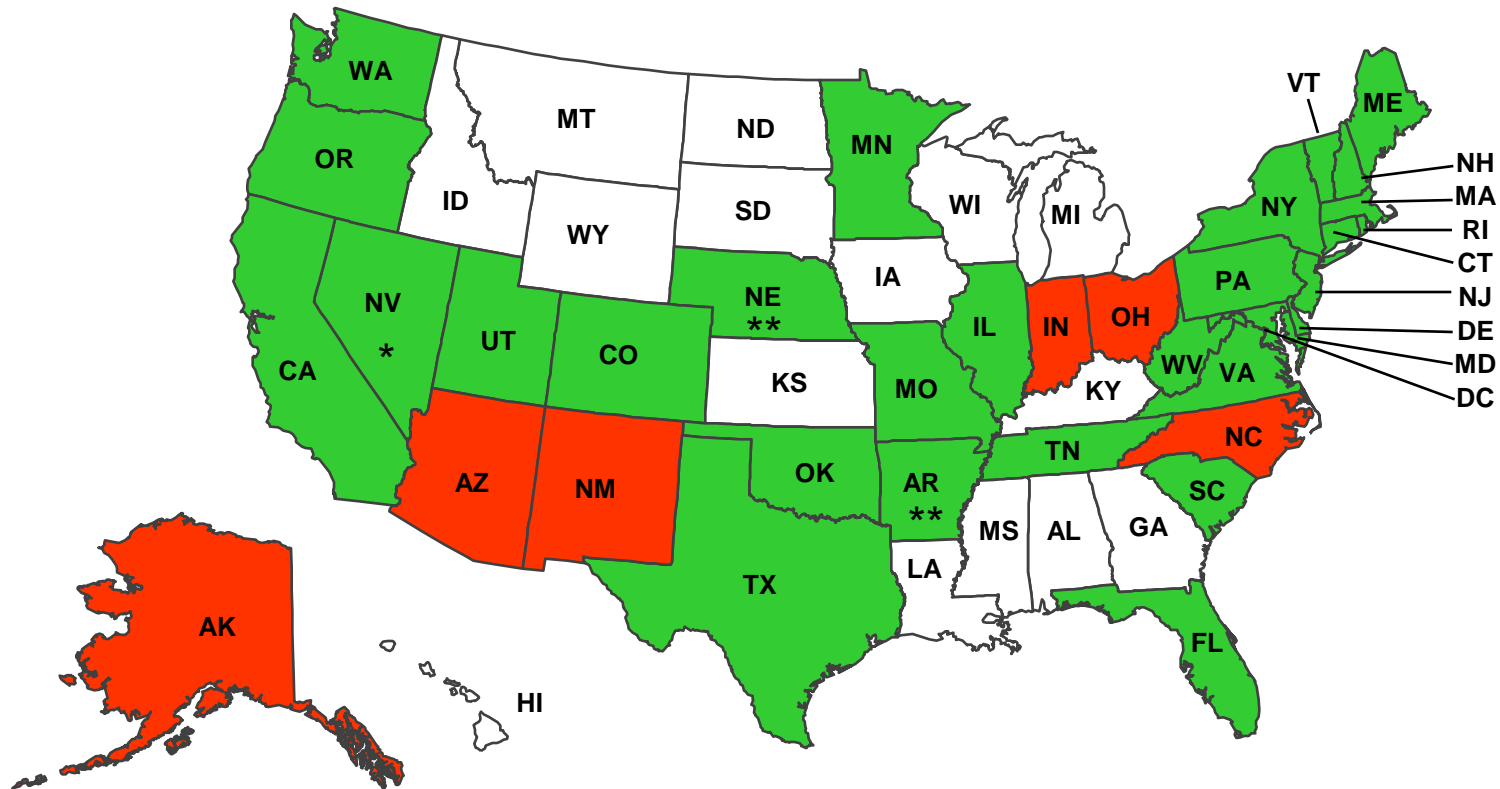 WA
MT
ND
MN
VT
ME
OR
ID
WY
SD
WI
MI
NY
NH
MA
RI
CT
NJ
DE
MD
DC
NV
*
UT
CO
NE
**
IA
IL
IN
OH
PA
CA
KS
MO
KY
WV
VA
AZ
NM
OK
AR
**
TN
NC
SC
TX
LA
MS
AL
GA
FL
AK
HI